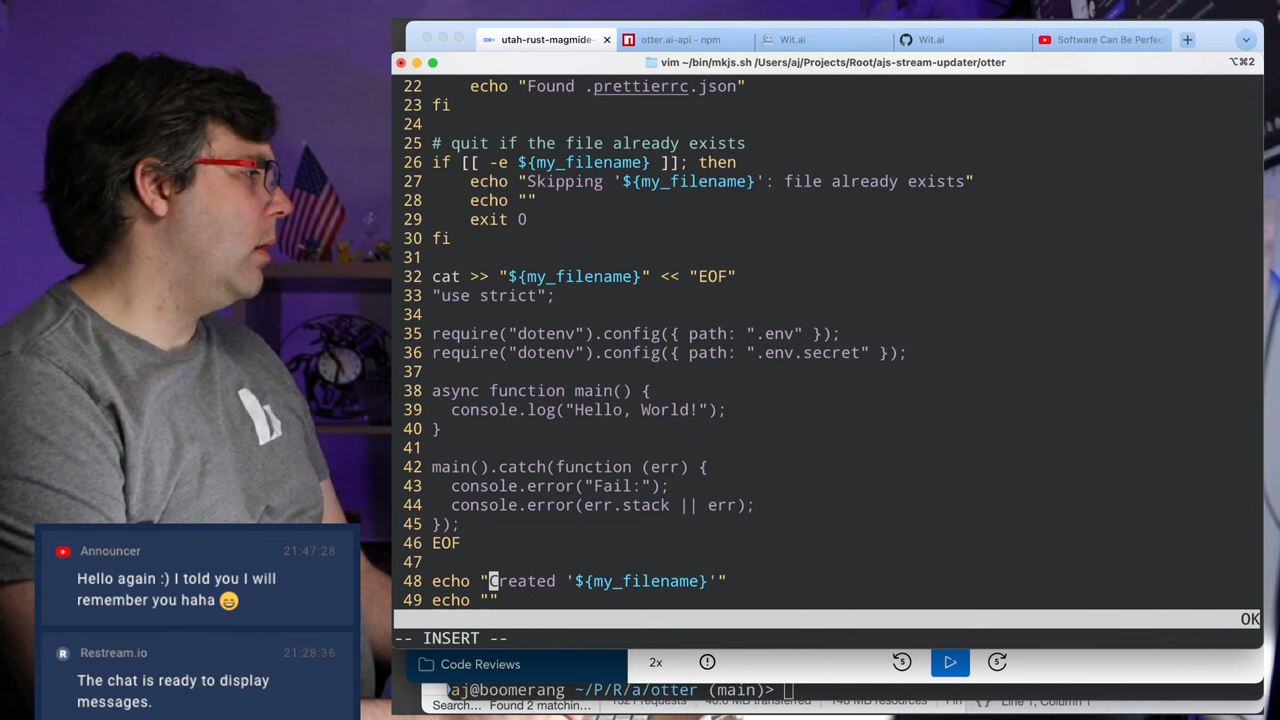 utah-rust-magmide-
otter.ai-api - npm
Wit.ai
Wit.ai
Software Can Be Perfec
vim ~/bin/mkjs.sh /Users/aj/Projects/Root/ajs-stream-updater/otter
⌥⌘2
22 echo "Found .prettierrc.json"
23 fi
24
25 # quit if the file already exists
26 if [[ -e ${my_filename} ]]; then
27 echo "Skipping '${my_filename}': file already exists"
28 echo ""
29 exit 0
30 fi
31
32 cat >> "${my_filename}" << "EOF"
33 "use strict";
34
35 require("dotenv").config({ path: ".env" });
36 require("dotenv").config({ path: ".env.secret" });
37
38 async function main() {
39 console.log("Hello, World!");
40 }
41
42 main().catch(function (err) {
43 console.error("Fail:");
44 console.error(err.stack || err);
45 });
46 EOF
47
48 echo "Created '${my_filename}'"
49 echo ""
OK
-- INSERT --
Code Reviews
2x
5
5
aj@boomerang ~/P/R/a/otter (main)>
Search... Found 2 matchin...
Line 1, Column 1
Announcer 21:47:28
Hello again :) I told you I will
remember you haha 😄
R Restream.io 21:28:36
The chat is ready to display
messages.